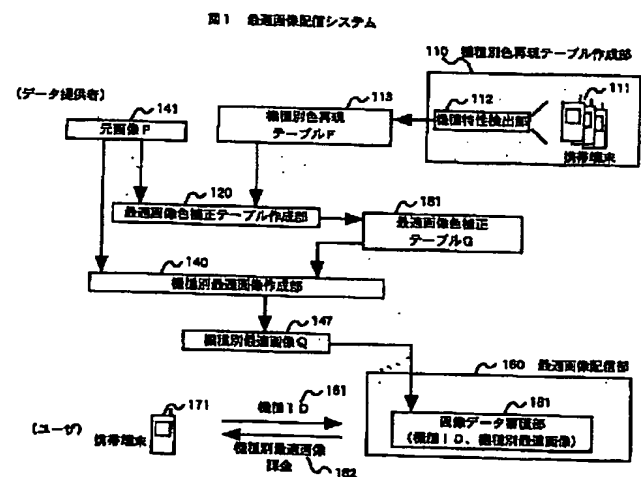 図1 最適画像配信システム
110 機種別色再現テーブル作成部
(データ提供者)
141
元画像P
113
機種別色再現
テーブルF
112
機種特性検出部
111
携帯端末
120
最適画像色補正テーブル作成部
181
最適画像色補正
テーブルG
140
機種別最適画像作成部
147
機種別最適画像Q
160 最適画像配信部
(ユーザ)
171
携帯端末
161
機種ID
機種別最適画像
課金
162
181
画像データ蓄積部
(機種ID、機種別最適画像)